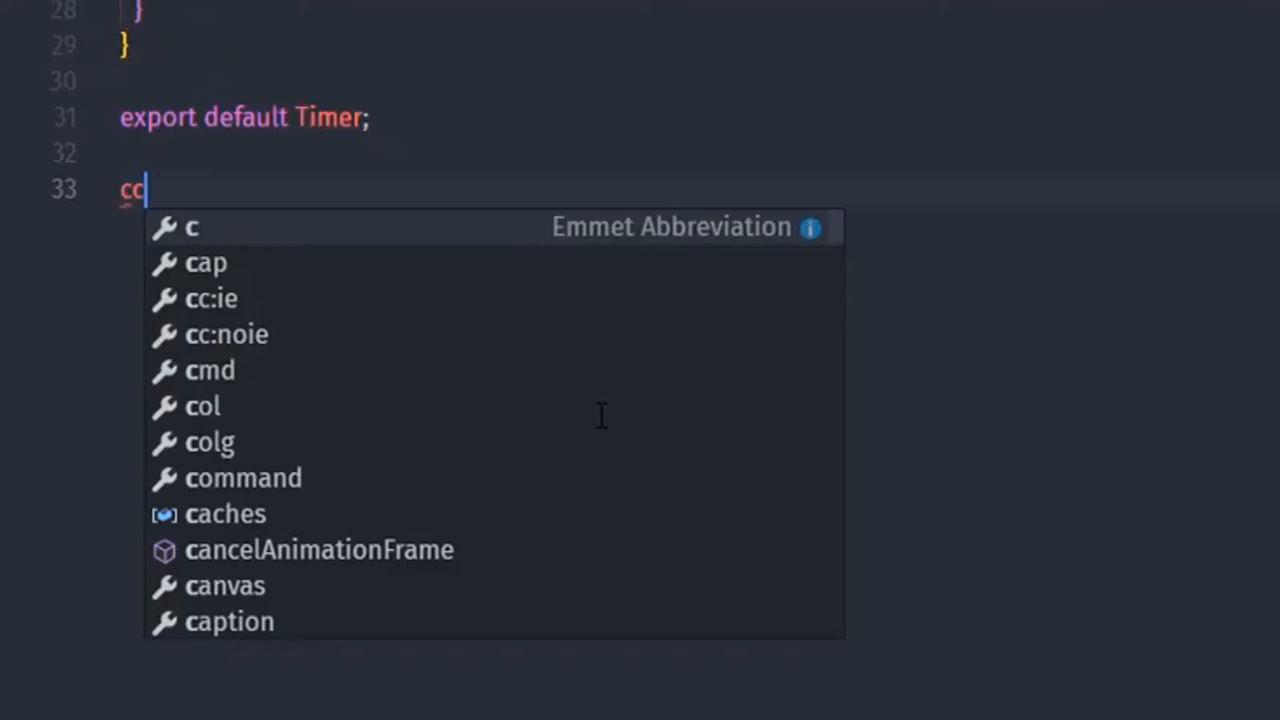 28 }
29 }
30
31 export default Timer;
32
33 cc
c Emmet Abbreviation i
cap
cc:ie
cc:noie
cmd
col
colg
command
caches
cancelAnimationFrame
canvas
caption